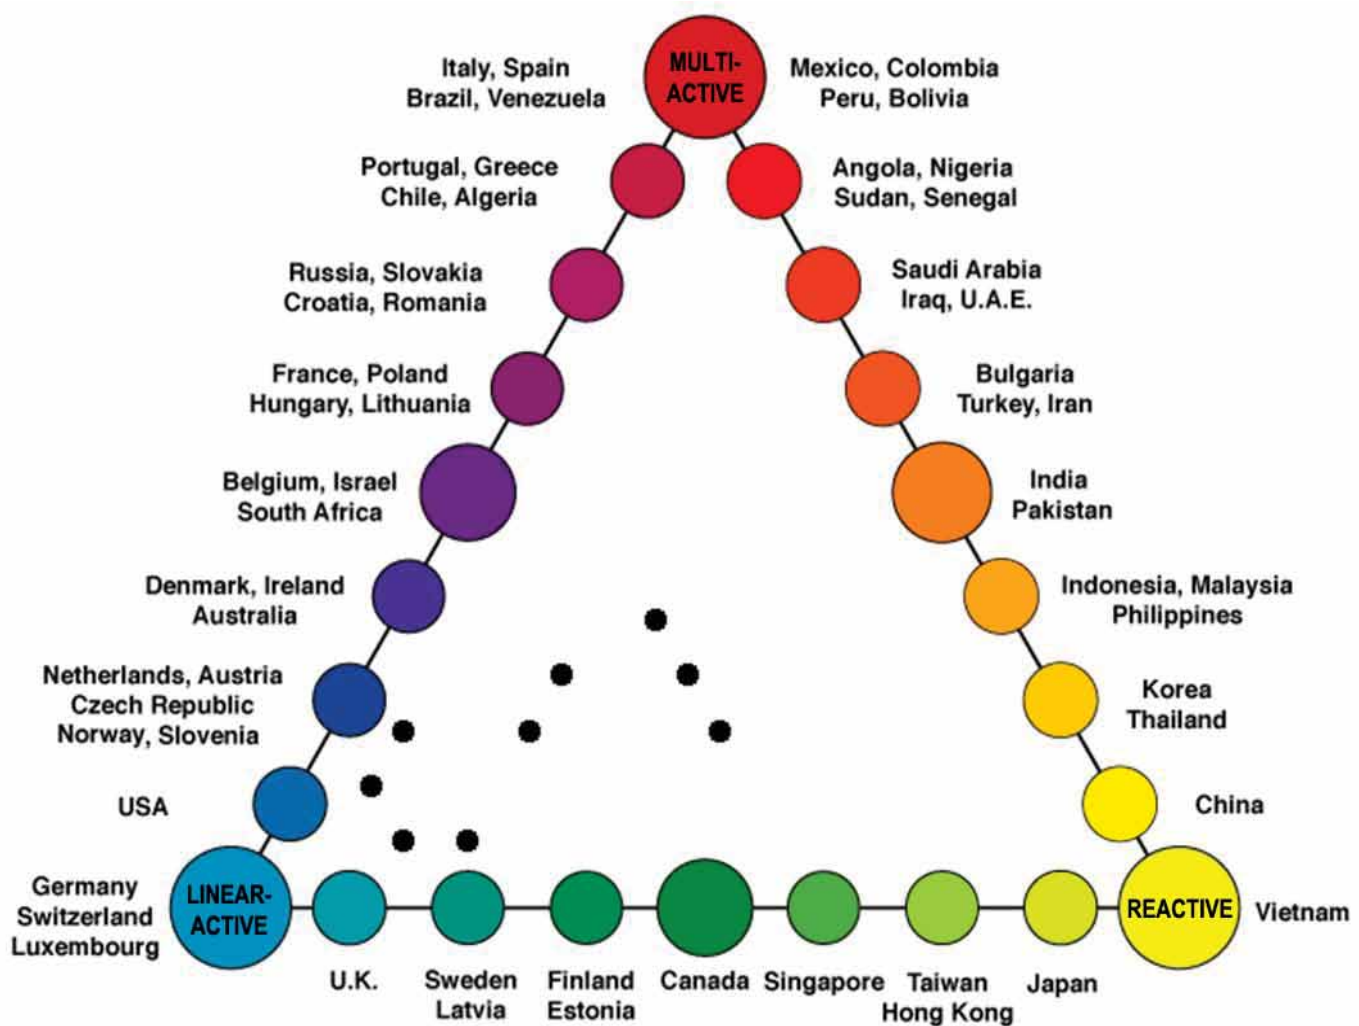 MULTI-
ACTIVE
Italy, Spain
Brazil, Venezuela
Mexico, Colombia
Peru, Bolivia
Portugal, Greece
Chile, Algeria
Angola, Nigeria
Sudan, Senegal
Russia, Slovakia
Croatia, Romania
Saudi Arabia
Iraq, U.A.E.
France, Poland
Hungary, Lithuania
Bulgaria
Turkey, Iran
Belgium, Israel
South Africa
India
Pakistan
Denmark, Ireland
Australia
Indonesia, Malaysia
Philippines
Netherlands, Austria
Czech Republic
Norway, Slovenia
Korea
Thailand
USA
China
Germany
Switzerland
Luxembourg
LINEAR-
ACTIVE
REACTIVE
Vietnam
U.K.
Sweden
Latvia
Finland
Estonia
Canada
Singapore
Taiwan
Hong Kong
Japan